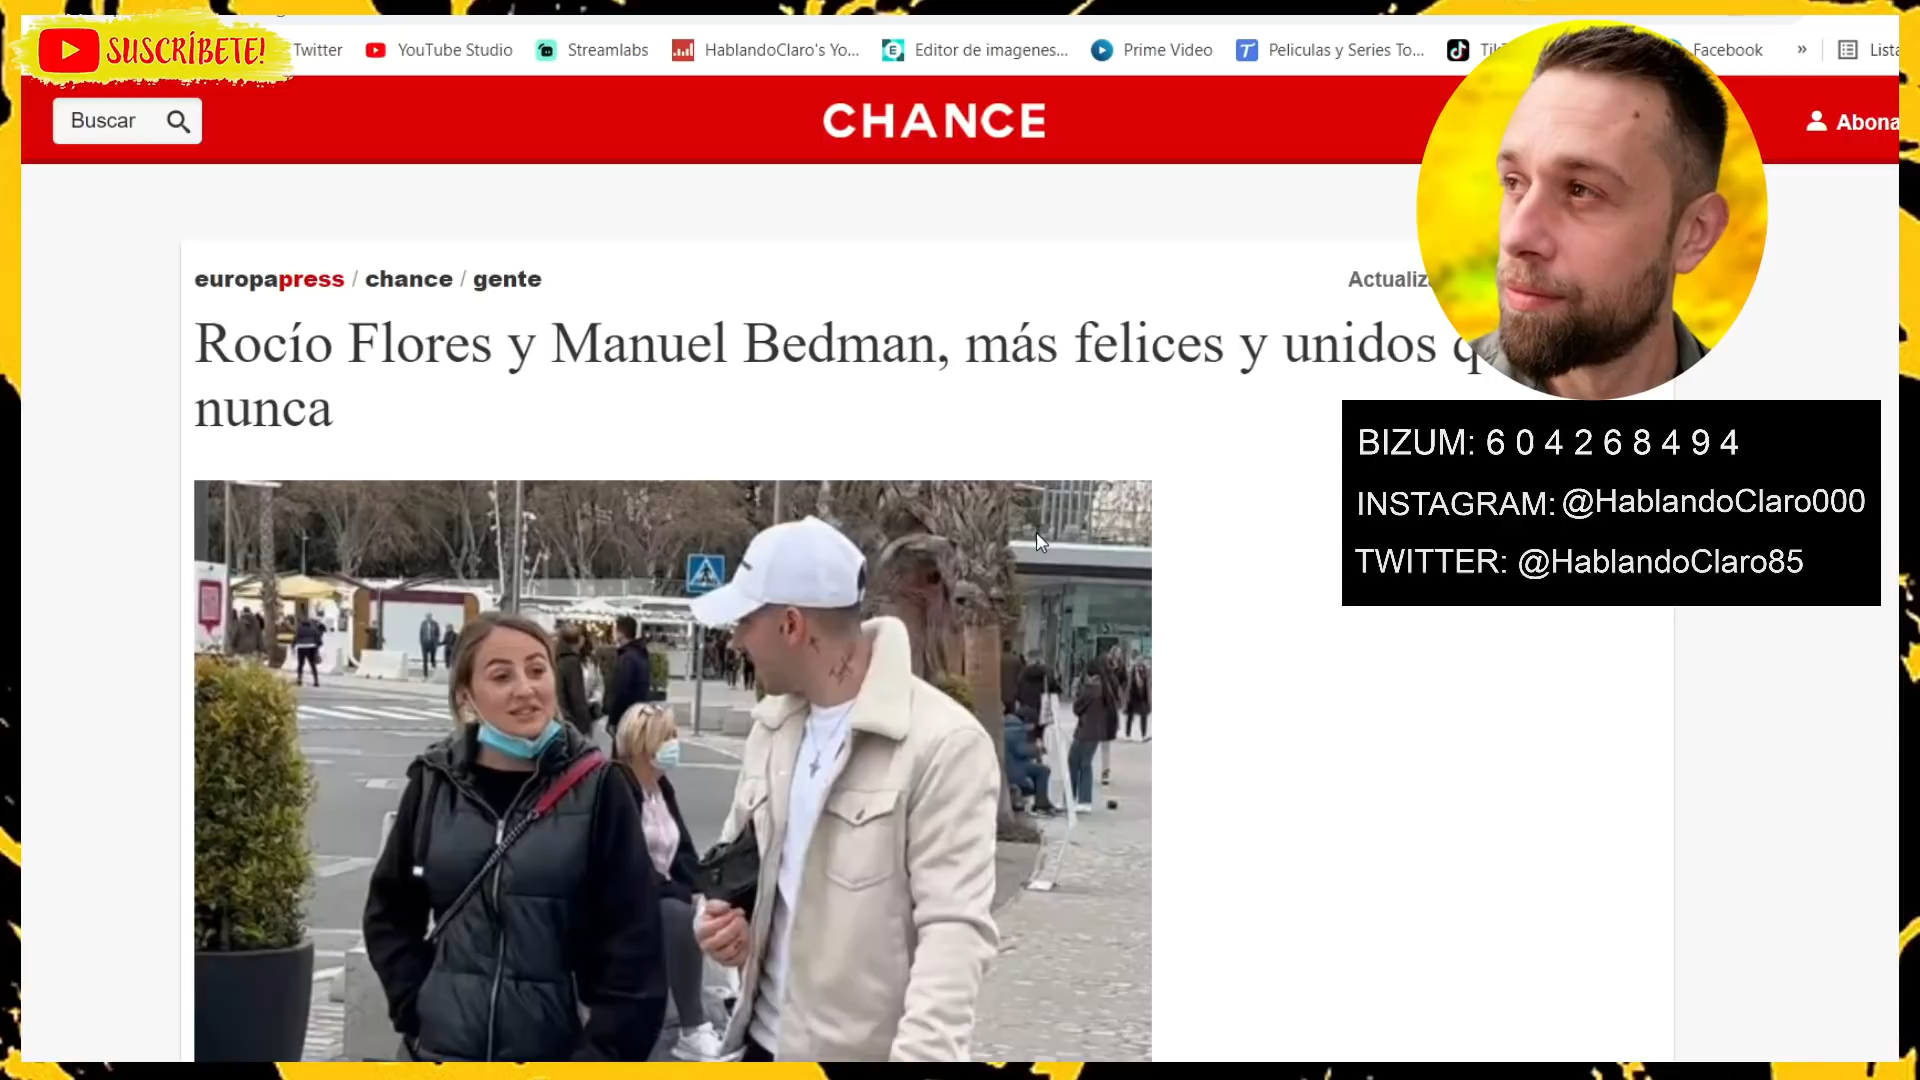 SUSCRÍBETE!
Twitter
YouTube Studio
Streamlabs
HablandoClaro's Yo...
Editor de imagenes...
Prime Video
Peliculas y Series To...
Facebook
»
Lista
Buscar
CHANCE
Abona
europapress / chance / gente
Actualiz
Rocío Flores y Manuel Bedman, más felices y unidos q
nunca
BIZUM: 6 0 4 2 6 8 4 9 4
INSTAGRAM: @HablandoClaro000
TWITTER: @HablandoClaro85